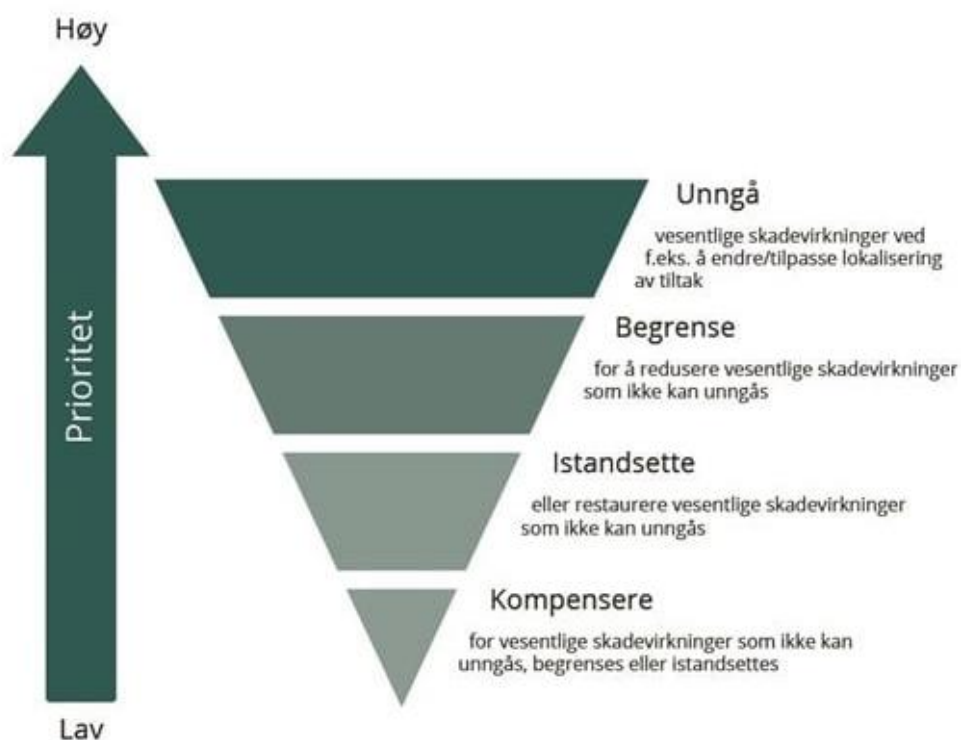 Høy
Prioritet
Unngå
vesentlige skadevirkninger ved
f.eks. å endre/tilpasse lokalisering
av tiltak
Begrense
for å redusere vesentlige skadevirkninger
som ikke kan unngås
Istandsette
eller restaurere vesentlige skadevirkninger
som ikke kan unngås
Kompensere
for vesentlige skadevirkninger som ikke kan
unngås, begrenses eller istandsettes
Lav